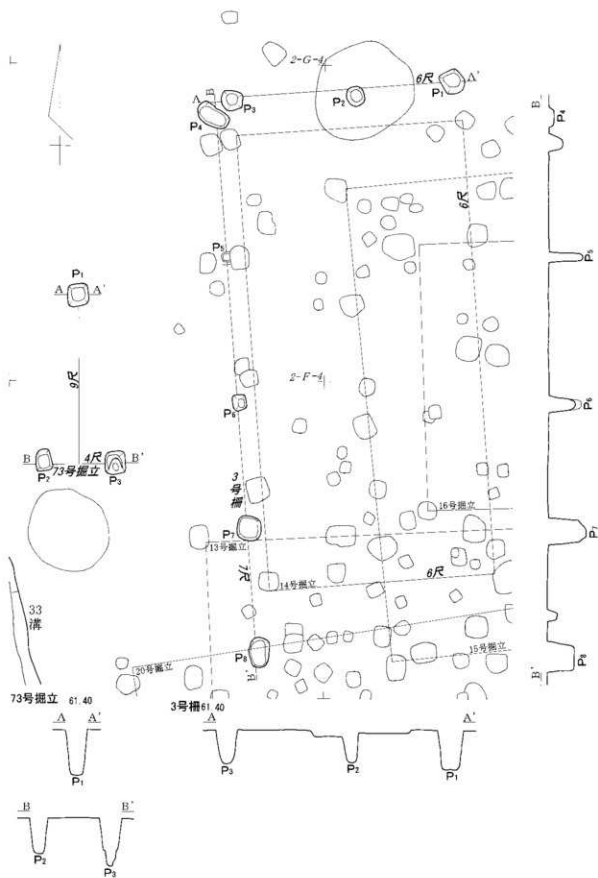 2-G-4
6尺
A'
P1
P2
B
A
P3
P4
B'
P4
6尺
P5
P5
P1
A A'
9尺
2-F-4
P6
P6
B 4尺 B'
73号掘立
P2 P3
3号柵
16号掘立
P7
13号掘立
P7
7尺
14号掘立
6尺
33溝
P8
B'
20号掘立
15号掘立
P8
B'
73号掘立 61.40
A A'
P1
3号柵 61.40
A A'
P3 P2 P1
B B'
P2 P3